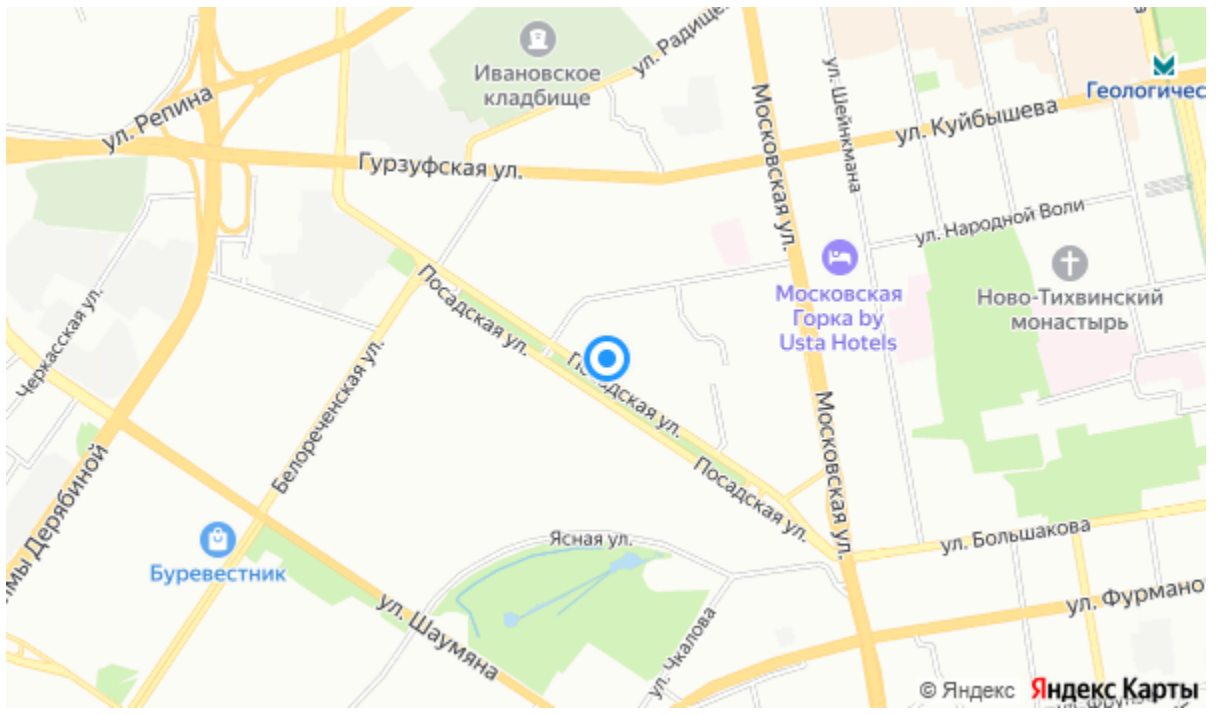 ул. Радище
Ивановское
кладбище
ул. Репина
Гурзуфская ул.
Московская ул.
ул. Шейнкмана
ул. Куйбышева
Геологичес
ул. Народной Воли
Посадская ул.
Московская
Горка by
Usta Hotels
Ново-Тихвинский
монастырь
Черкасская ул.
Белореченская ул.
Посадская ул.
Московская ул.
Посадская ул.
лмы Дерябиной
Буревестник
Ясная ул.
ул. Большакова
ул. Шаумяна
ул. Чкалова
ул. Фурмано
© Яндекс Яндекс Карты